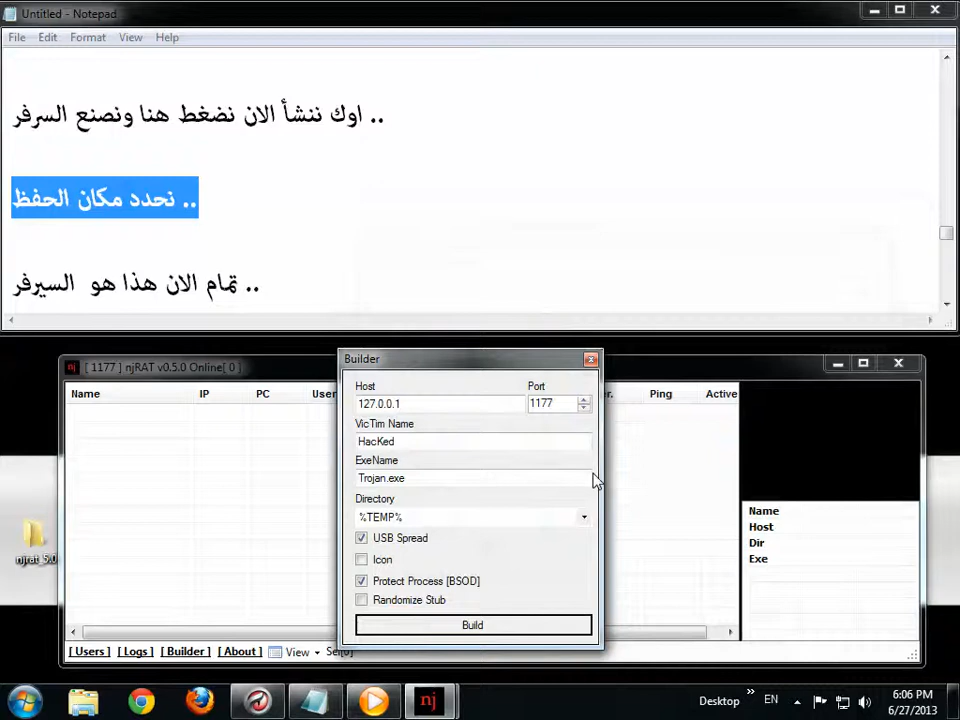 Untitled - Notepad
File Edit Format View Help
اوك ننشأ الان نضغط هنا ونصنع السرفر ..
نحدد مكان الحفظ ..
تمام الان هذا هو السيرفر ..
[ 1177 ] njRAT v0.5.0 Online[ 0 ]
Name IP PC User r. Ping Active
Builder
Host Port
127.0.0.1 1177
VicTim Name
HacKed
ExeName
Trojan.exe
Directory
%TEMP%
USB Spread
Icon
Protect Process [BSOD]
Randomize Stub
Build
Name
Host
Dir
Exe
njrat_5.0
[ Users ] [ Logs ] [ Builder ] [ About ] View Sel[0]
Desktop EN 6:06 PM
6/27/2013